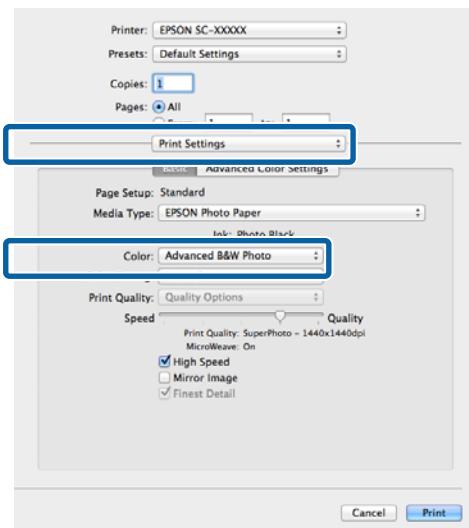 Printer: EPSON SC-XXXXX
Presets: Default Settings
Copies: 1
Pages: All
Print Settings
Basic Advanced Color Settings
Page Setup: Standard
Media Type: EPSON Photo Paper
Ink: Photo Black
Color: Advanced B&W Photo
Print Quality: Quality Options
Speed Quality
Print Quality: SuperPhoto - 1440x1440dpi
MicroWeave: On
High Speed
Mirror Image
Finest Detail
Cancel Print